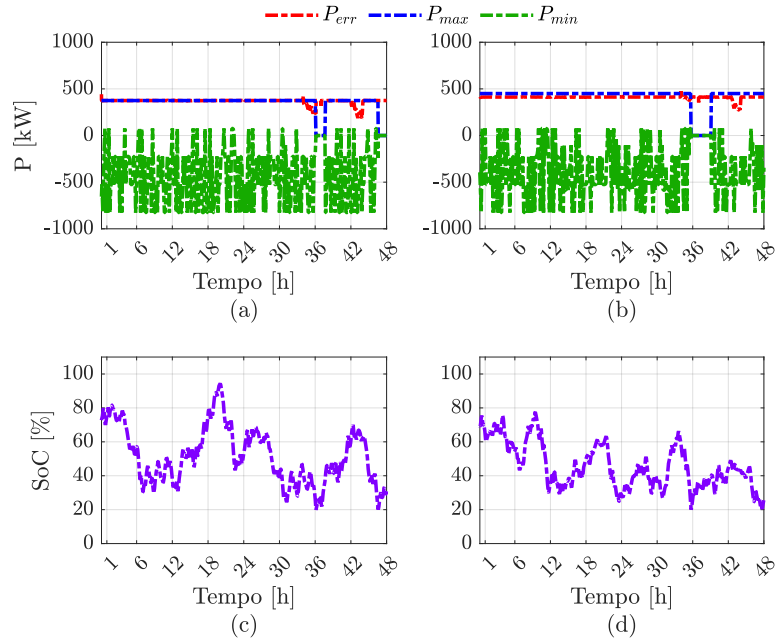 P_err P_max P_min
P [kW]
1000
500
0
-500
-1000
1 6 12 18 24 30 36 42 48
Tempo [h]
(a)
1000
500
0
-500
-1000
1 6 12 18 24 30 36 42 48
Tempo [h]
(b)
SoC [%]
100
80
60
40
20
0
1 6 12 18 24 30 36 42 48
Tempo [h]
(c)
100
80
60
40
20
0
1 6 12 18 24 30 36 42 48
Tempo [h]
(d)